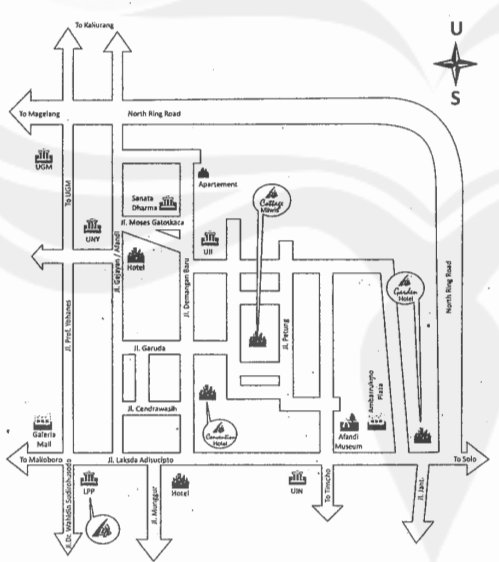 To Kaliurang
U
S
To Magelang
North Ring Road
UGM
To UGM
Apartement
Sanata
Dharma
Cottage
Jl. Moses Gatotkaca
UNY
UII
Hotel
Jl. Gejayan / Afandi
Jl. Demangan Baru
Garden
Hotel
North Ring Road
Jl. Prof. Yohanes
Jl. Petung
Jl. Garuda
Jl. Cendrawasih
Ambarrukmo
Plaza
Galeria
Mall
Convention
Hotel
Afandi
Museum
To Malioboro
Jl. Laksda Adisucipto
To Solo
LPP
Hotel
UIN
Jl. Munggur
To Timoho
Jl. Janti